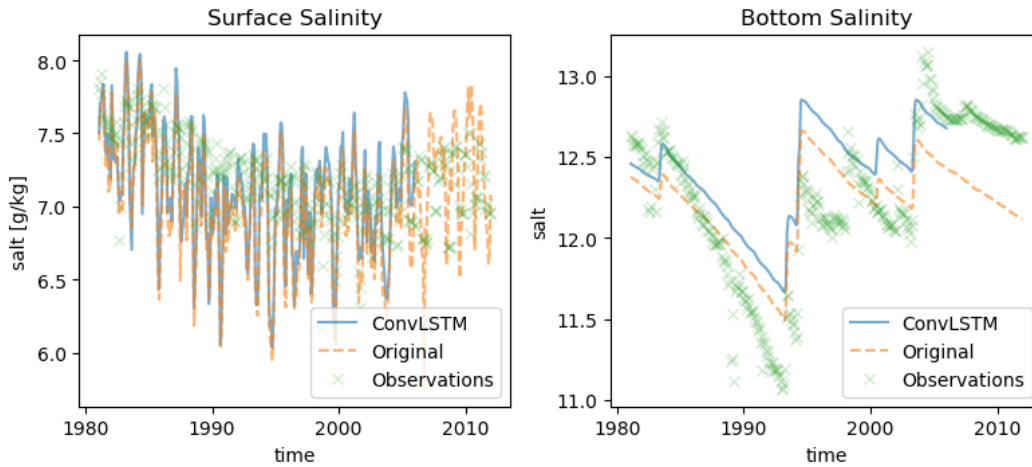 Surface Salinity
salt [g/kg]
8.0
7.5
7.0
6.5
6.0
1980
1990
2000
2010
time
ConvLSTM
Original
Observations
Bottom Salinity
salt
13.0
12.5
12.0
11.5
11.0
1980
1990
2000
2010
time
ConvLSTM
Original
Observations